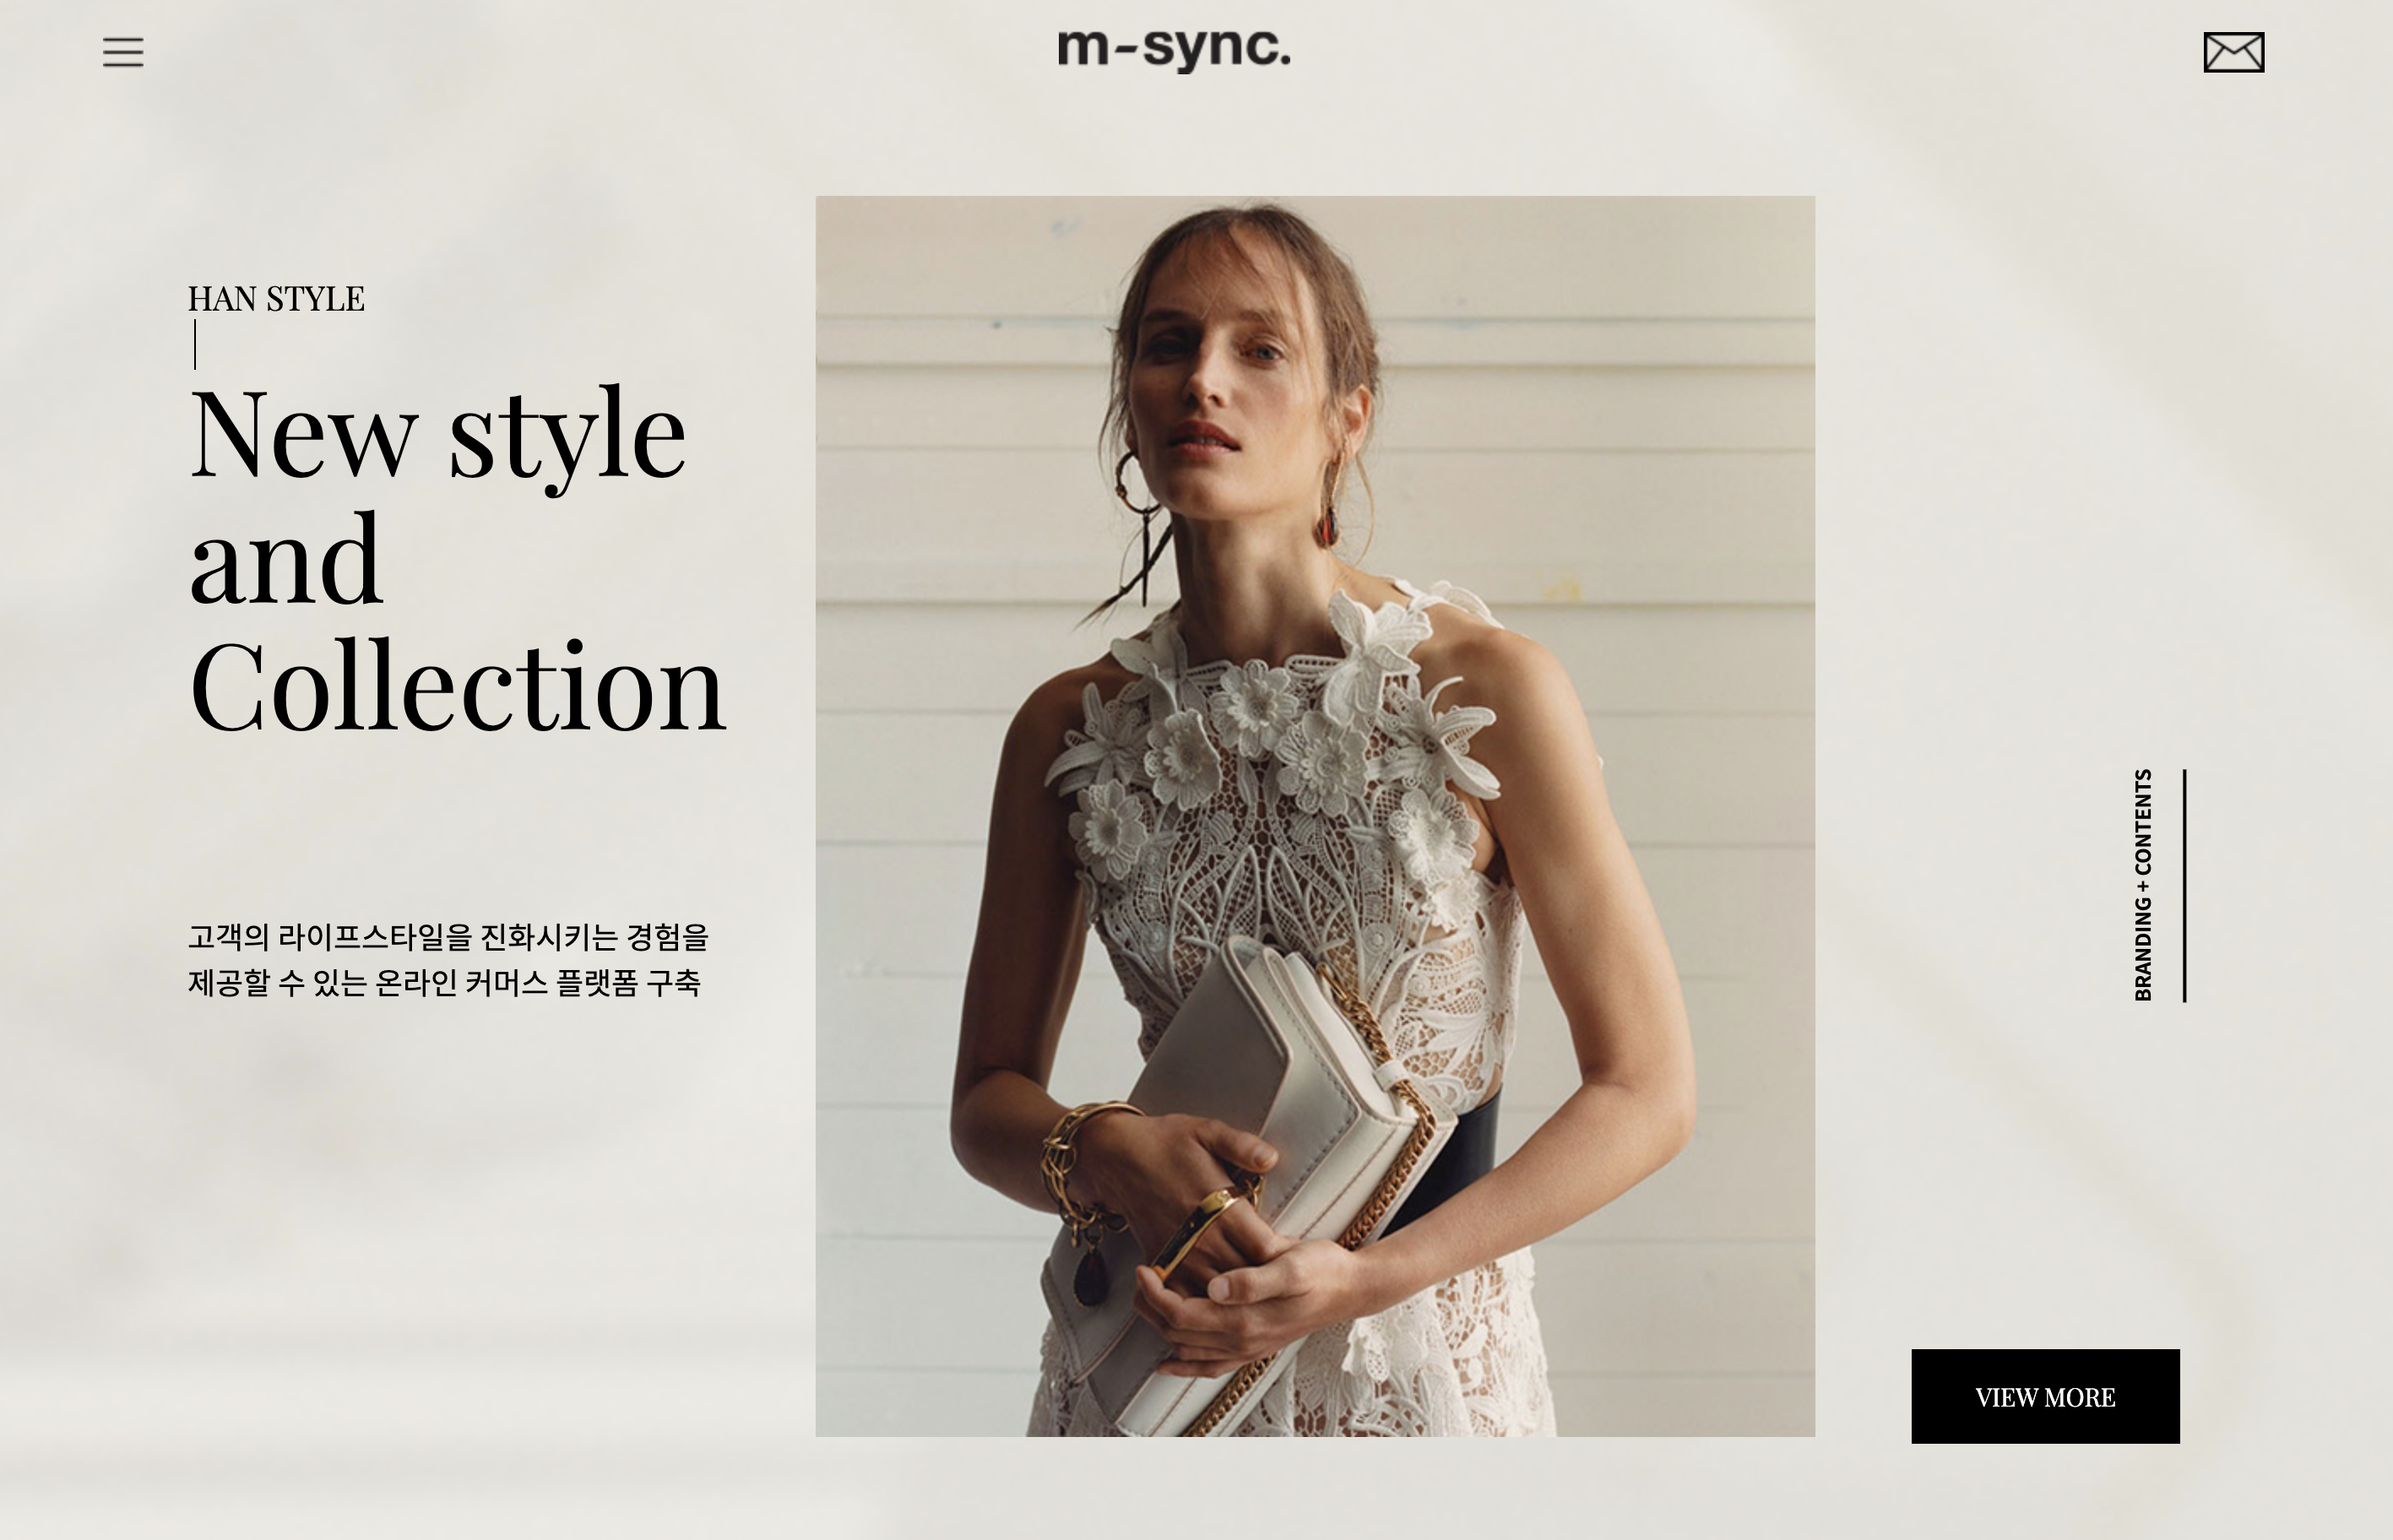 m-sync.
HAN STYLE
New style
and
Collection
고객의 라이프스타일을 진화시키는 경험을
제공할 수 있는 온라인 커머스 플랫폼 구축
BRANDING + CONTENTS
VIEW MORE